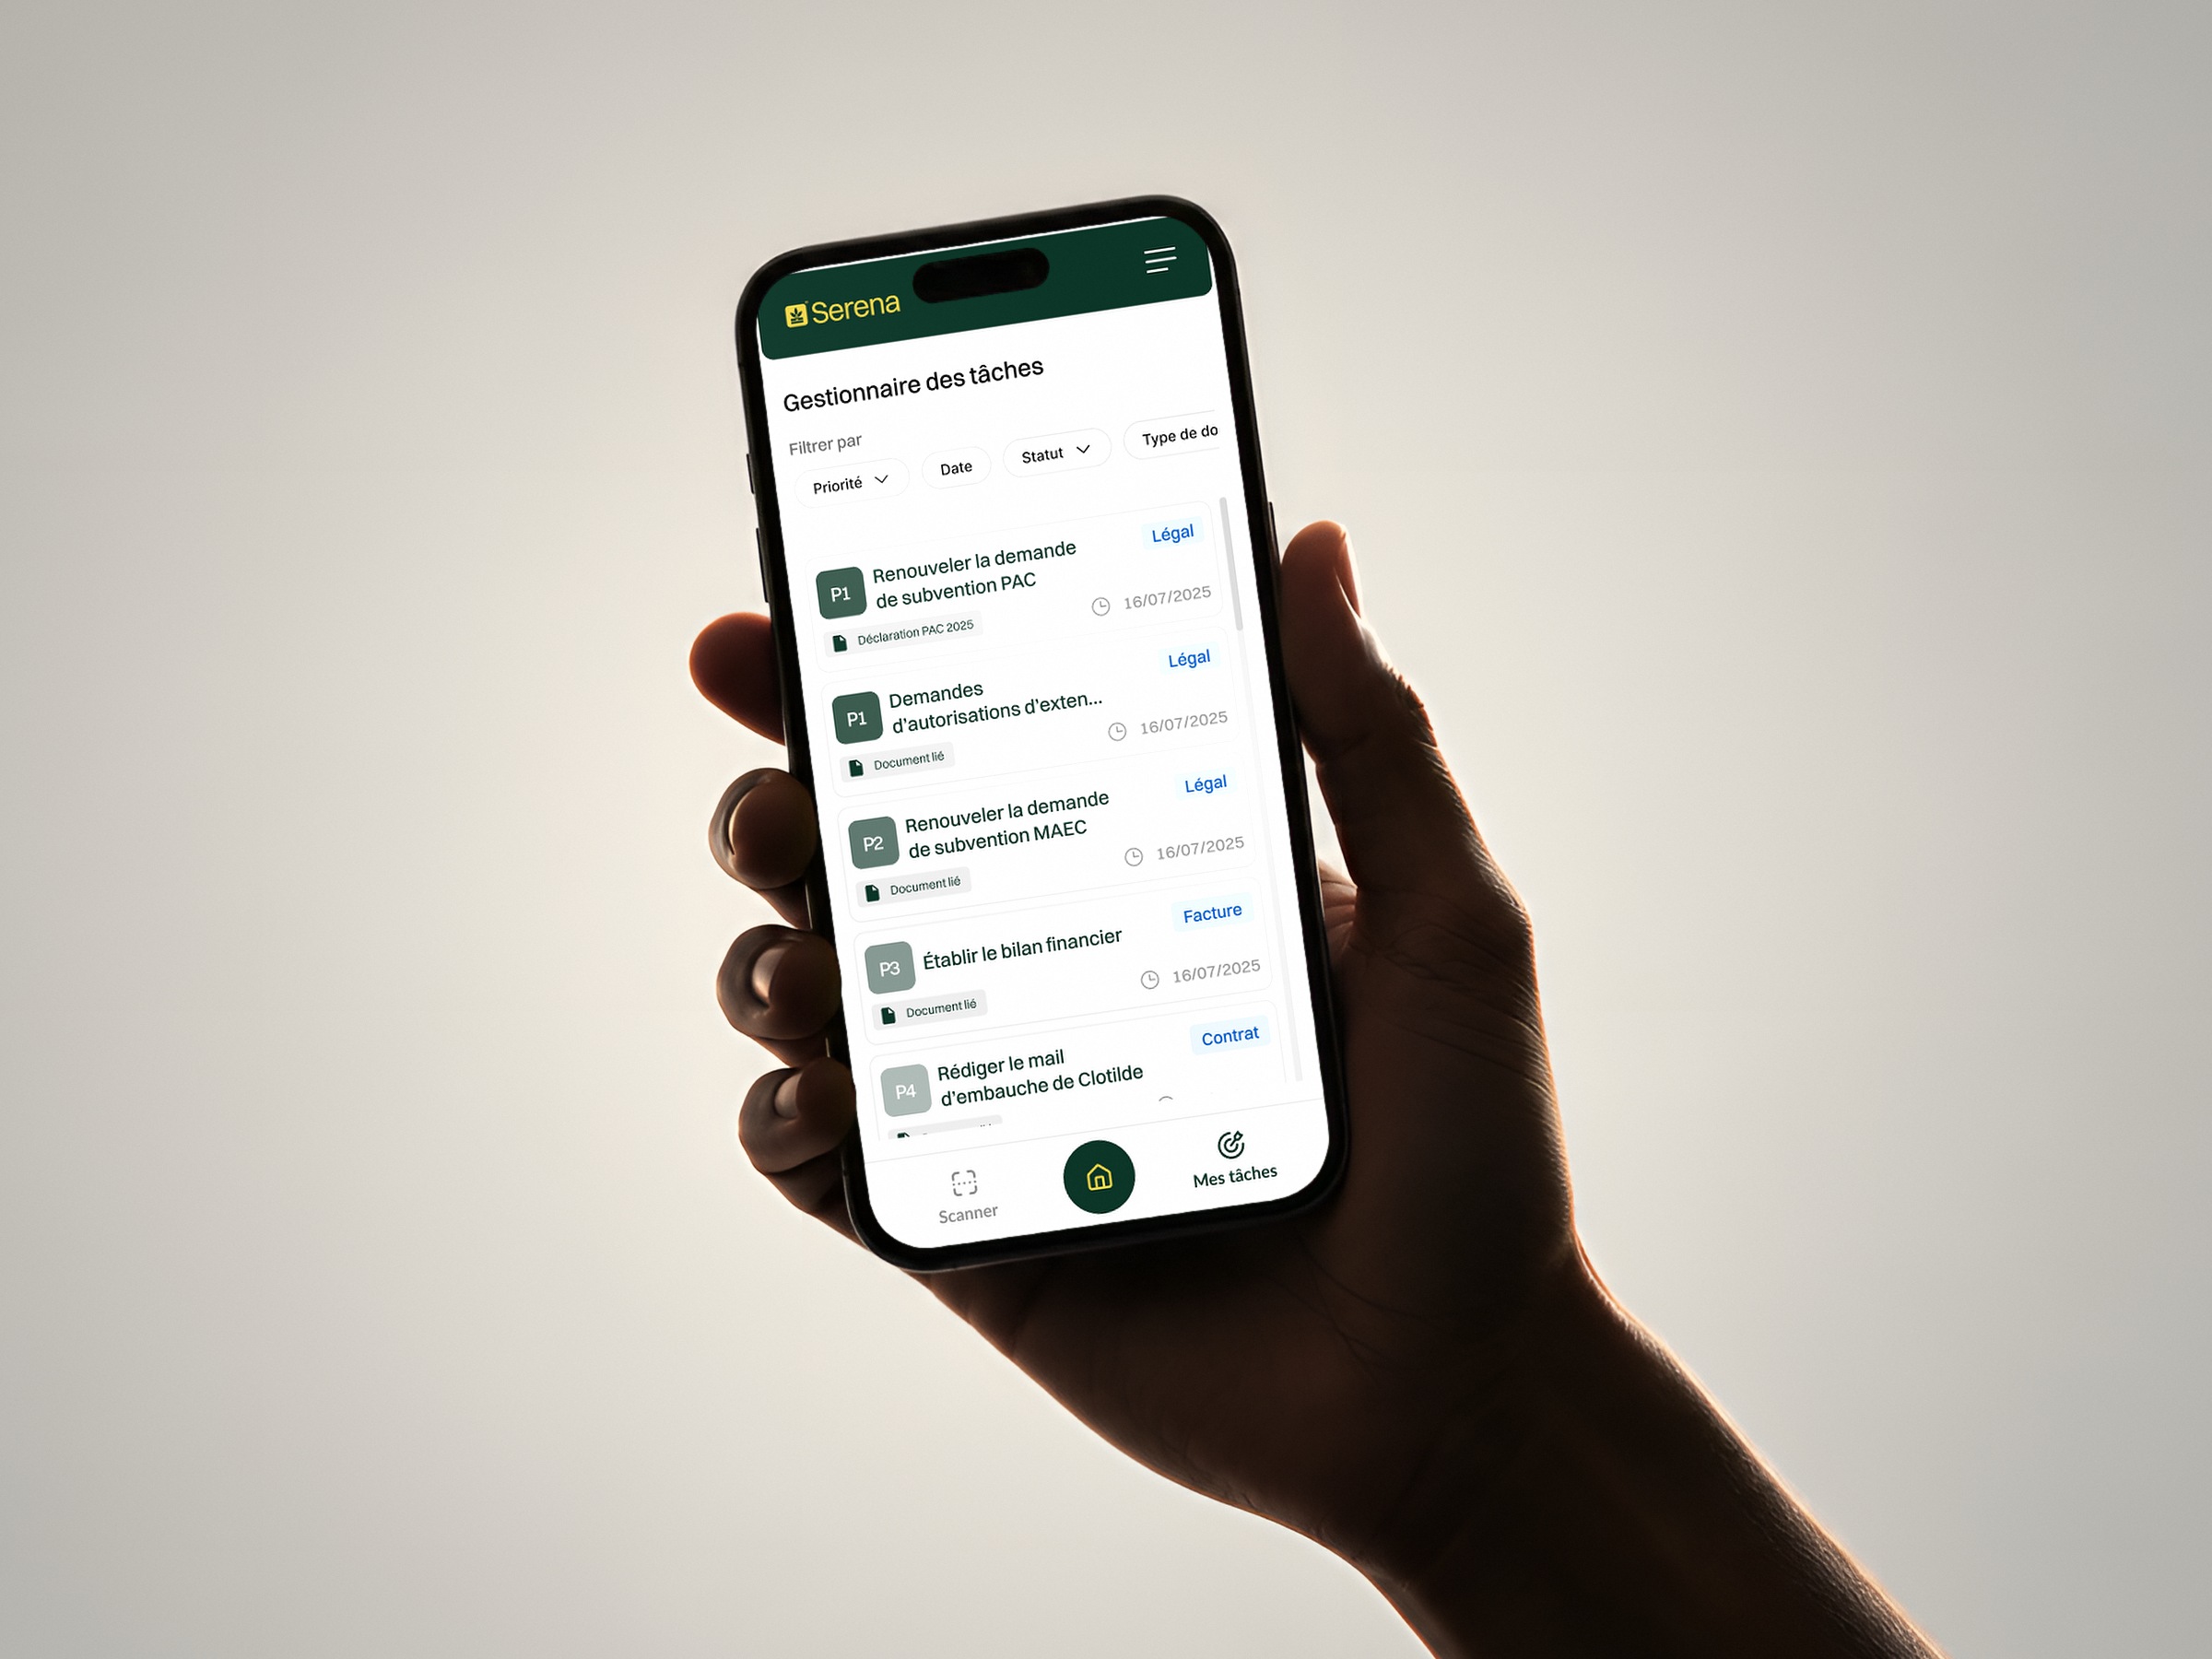 Serena
Gestionnaire des tâches
Filtrer par
Priorité
Date
Statut
Type de do
P1
Renouveler la demande
de subvention PAC
Légal
Déclaration PAC 2025
16/07/2025
P1
Demandes
d'autorisations d'exten...
Légal
Document lié
16/07/2025
P2
Renouveler la demande
de subvention MAEC
Légal
Document lié
16/07/2025
P3
Établir le bilan financier
Facture
Document lié
16/07/2025
P4
Rédiger le mail
d'embauche de Clotilde
Contrat
Scanner
Mes tâches